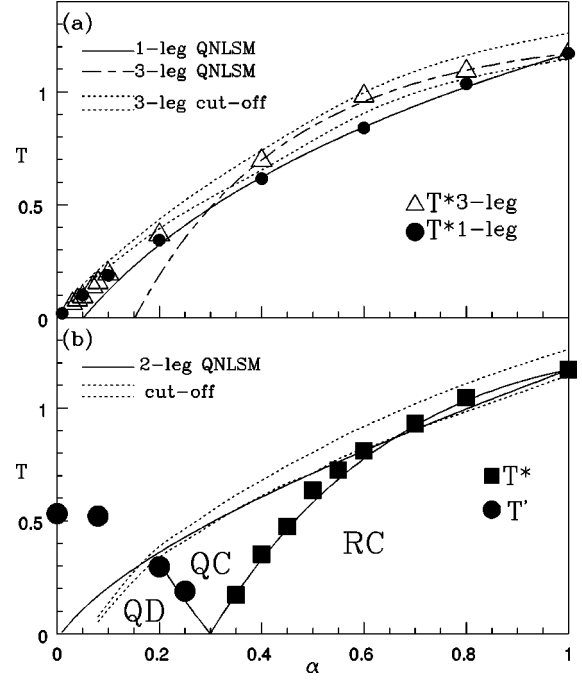 (a)
1-leg QNLSM
3-leg QNLSM
3-leg cut-off
1
T
0.5
T*3-leg
T*1-leg
0
(b)
2-leg QNLSM
cut-off
1
T
T*
T'
0.5
QC
RC
QD
0
0 0.2 0.4 0.6 0.8 1
α